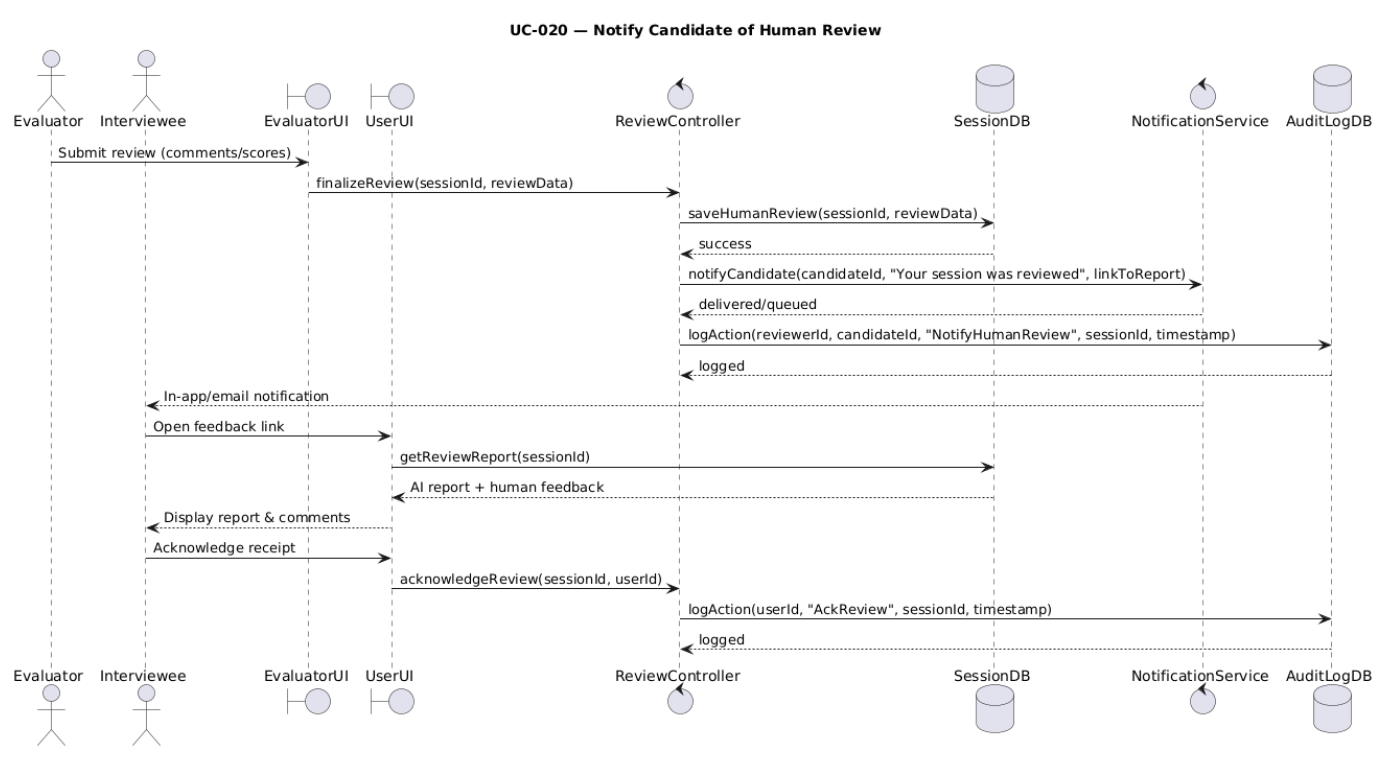 UC-020 — Notify Candidate of Human Review
Evaluator Interviewee EvaluatorUI UserUI ReviewController SessionDB NotificationService AuditLogDB
Submit review (comments/scores)
finalizeReview(sessionId, reviewData)
saveHumanReview(sessionId, reviewData)
success
notifyCandidate(candidateId, "Your session was reviewed", linkToReport)
delivered/queued
logAction(reviewerId, candidateId, "NotifyHumanReview", sessionId, timestamp)
logged
In-app/email notification
Open feedback link
getReviewReport(sessionId)
AI report + human feedback
Display report & comments
Acknowledge receipt
acknowledgeReview(sessionId, userId)
logAction(userId, "AckReview", sessionId, timestamp)
logged
Evaluator Interviewee EvaluatorUI UserUI ReviewController SessionDB NotificationService AuditLogDB